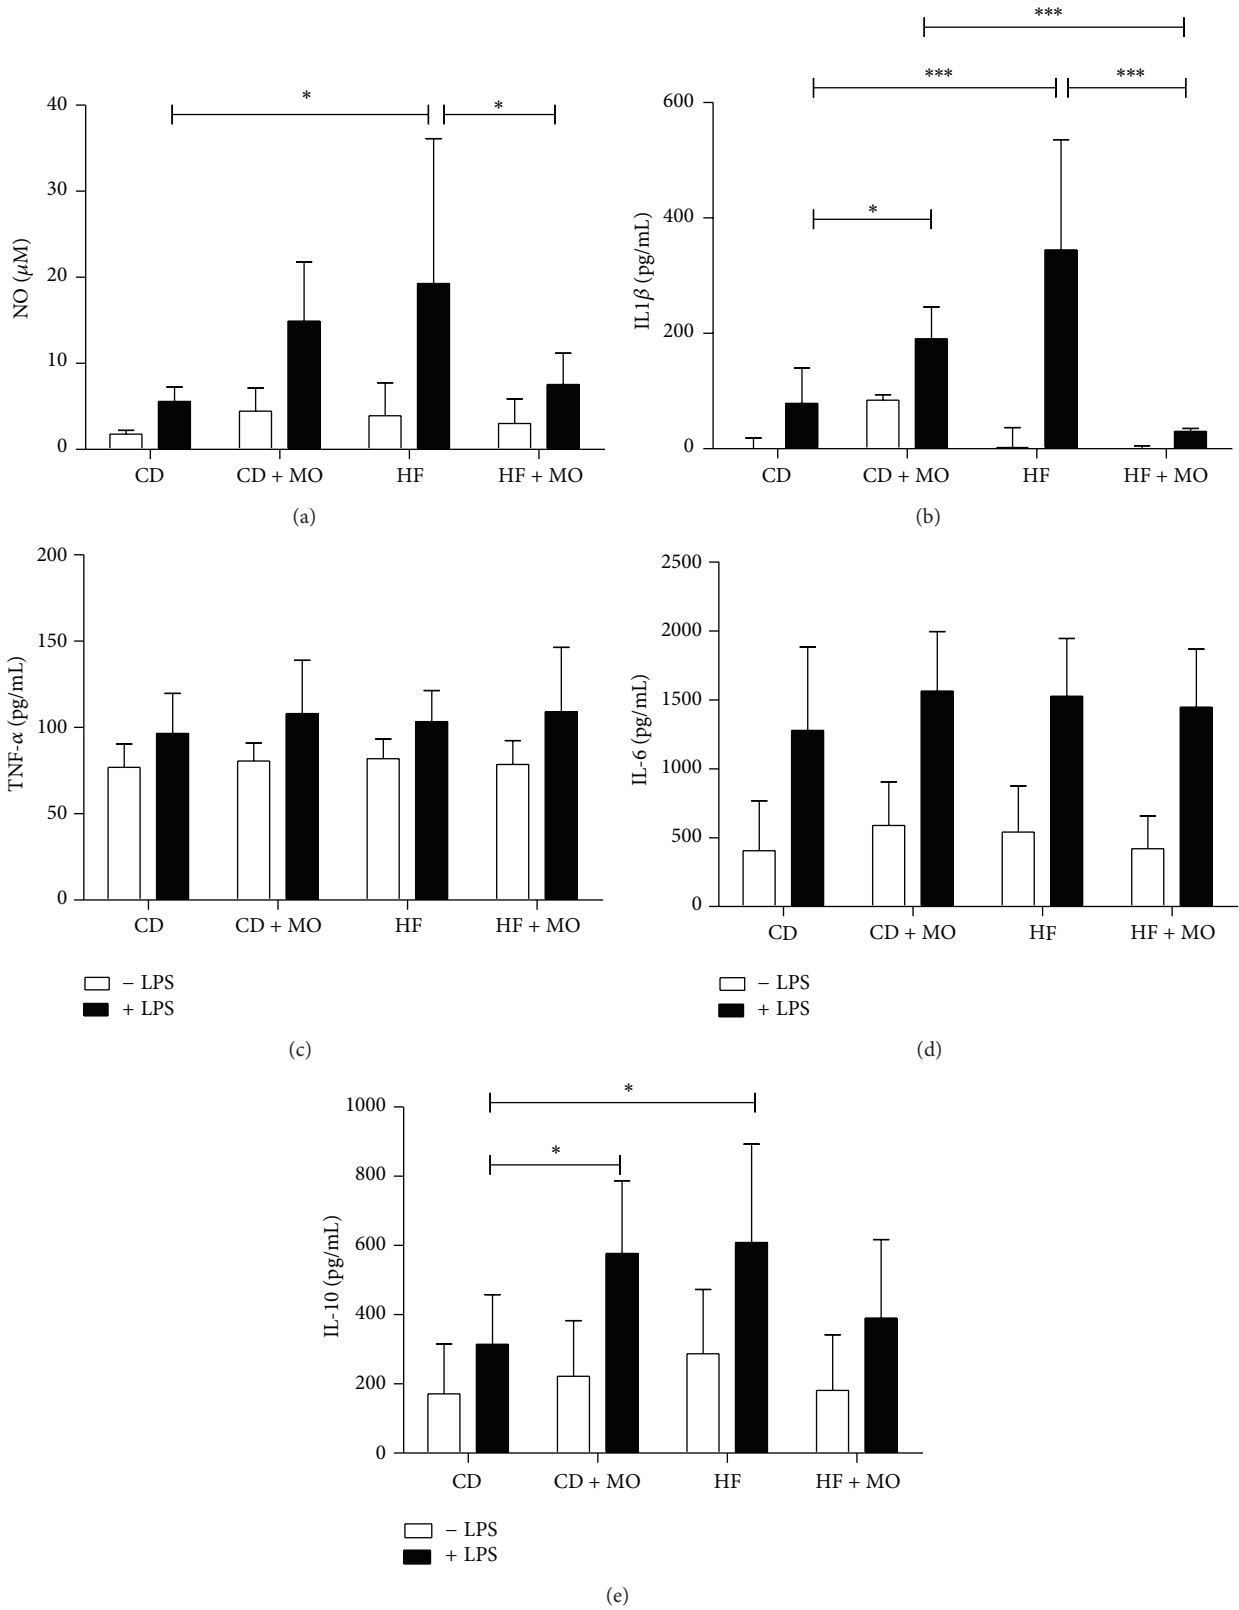 *
*
40
30
20
10
0
NO (μM)
CD
CD + MO
HF
HF + MO
(a)
***
***
***
*
600
400
200
0
IL1β (pg/mL)
CD
CD + MO
HF
HF + MO
(b)
200
150
100
50
0
TNF-α (pg/mL)
CD
CD + MO
HF
HF + MO
− LPS
+ LPS
(c)
2500
2000
1500
1000
500
0
IL-6 (pg/mL)
CD
CD + MO
HF
HF + MO
− LPS
+ LPS
(d)
*
*
1000
800
600
400
200
0
IL-10 (pg/mL)
CD
CD + MO
HF
HF + MO
− LPS
+ LPS
(e)